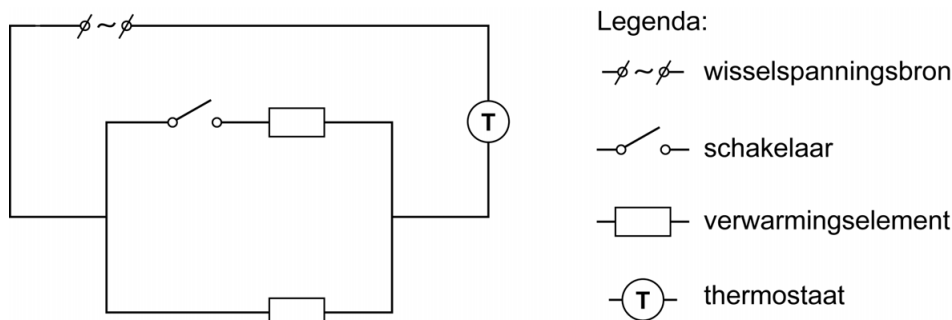 T
Legenda:
wisselspanningsbron
schakelaar
verwarmingselement
T thermostaat